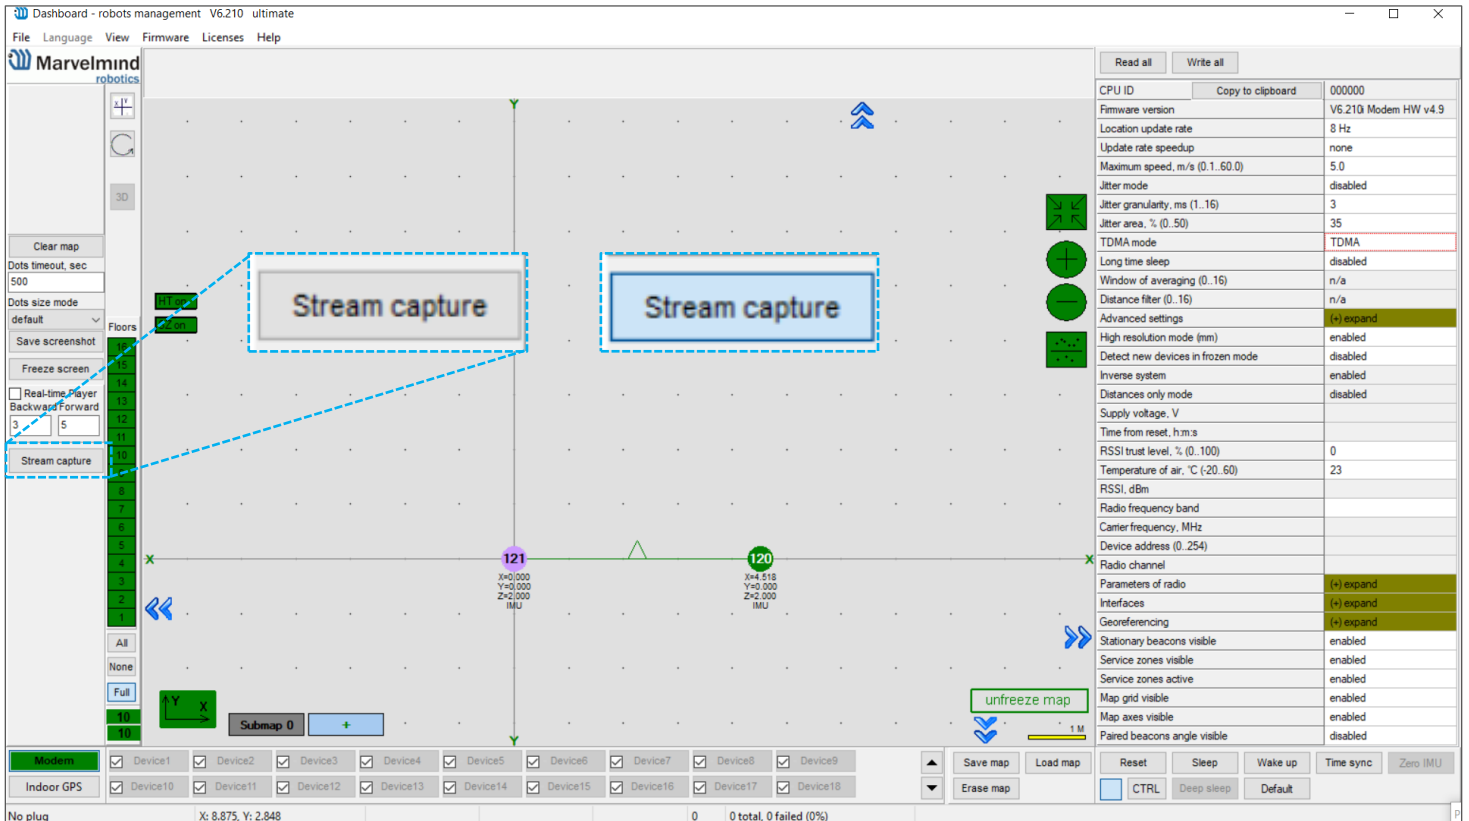 Dashboard - robots management V6.210 ultimate
File Language View Firmware Licenses Help
Marvelmind
robotics
Clear map
Dots timeout, sec
500
Dots size mode
default
Save screenshot
Freeze screen
Real-time Player
Backward Forward
3 5
Stream capture
3D
Floors
16
15
14
13
12
11
10
8
7
6
5
4
3
2
1
All
None
Full
10
10
Y
HT on
Z on
Stream capture
Stream capture
X
X
121
X=0.000
Y=0.000
Z=2.000
IMU
120
X=4.518
Y=0.000
Z=2.000
IMU
Y X
Submap 0 +
Y
unfreeze map
1 M
Read all Write all
CPU ID Copy to clipboard 000000
Firmware version V6.210i Modem HW v4.9
Location update rate 8 Hz
Update rate speedup none
Maximum speed, m/s (0.1..60.0) 5.0
Jitter mode disabled
Jitter granularity, ms (1..16) 3
Jitter area, % (0..50) 35
TDMA mode TDMA
Long time sleep disabled
Window of averaging (0..16) n/a
Distance filter (0..16) n/a
Advanced settings (+) expand
High resolution mode (mm) enabled
Detect new devices in frozen mode disabled
Inverse system enabled
Distances only mode disabled
Supply voltage, V
Time from reset, h:m:s
RSSI trust level, % (0..100) 0
Temperature of air, °C (-20..60) 23
RSSI, dBm
Radio frequency band
Carrier frequency, MHz
Device address (0..254)
Radio channel
Parameters of radio (+) expand
Interfaces (+) expand
Georeferencing (+) expand
Stationary beacons visible enabled
Service zones visible enabled
Service zones active enabled
Map grid visible enabled
Map axes visible enabled
Paired beacons angle visible disabled
Modem Device1 Device2 Device3 Device4 Device5 Device6 Device7 Device8 Device9
Indoor GPS Device10 Device11 Device12 Device13 Device14 Device15 Device16 Device17 Device18
Save map Load map
Erase map
Reset Sleep Wake up Time sync Zero IMU
CTRL Deep sleep Default
No plug X: 8.875, Y: 2.848 0 0 total, 0 failed (0%)